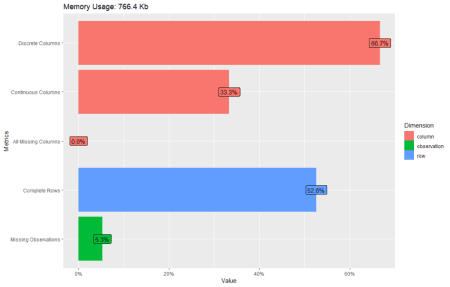 Memory Usage: 766.4 Kb
Discrete Columns
66.7%
Continuous Columns
33.3%
All Missing Columns
0.0%
Complete Rows
52.6%
Missing Observations
5.3%
Metrics
0%
20%
40%
60%
Value
Dimension
column
observation
row